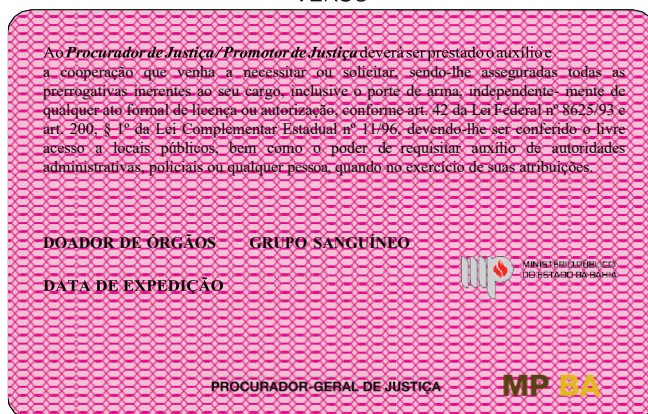 Ao Procurador de Justiça / Promotor de Justiça deverá ser prestado o auxílio e
a cooperação que venha a necessitar ou solicitar, sendo-lhe asseguradas todas as
prerrogativas inerentes ao seu cargo, inclusive o porte de arma, independente- mente de
qualquer ato formal de licença ou autorização, conforme art. 42 da Lei Federal nº 8625/93 e
art. 200, § 1º da Lei Complementar Estadual nº 11/96, devendo-lhe ser conferido o livre
acesso a locais públicos, bem como o poder de requisitar auxílio de autoridades
administrativas, policiais ou qualquer pessoa, quando no exercício de suas atribuições.
DOADOR DE ÓRGÃOS GRUPO SANGUÍNEO
mp MINISTÉRIO PÚBLICO
DO ESTADO DA BAHIA
DATA DE EXPEDIÇÃO
PROCURADOR-GERAL DE JUSTIÇA MP BA